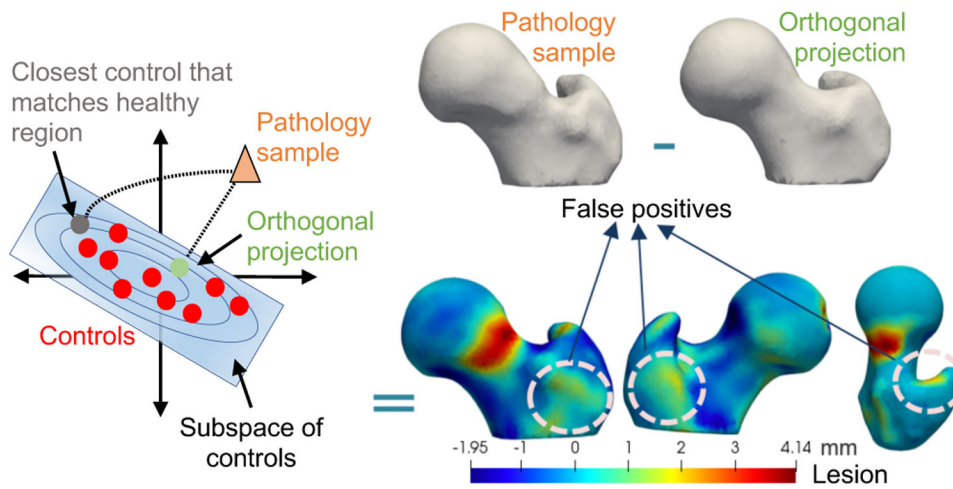 Closest control that
matches healthy
region
Pathology
sample
Orthogonal
projection
Controls
Subspace of
controls
Pathology
sample
-
Orthogonal
projection
False positives
=
-1.95 -1 0 1 2 3 4.14 mm
Lesion